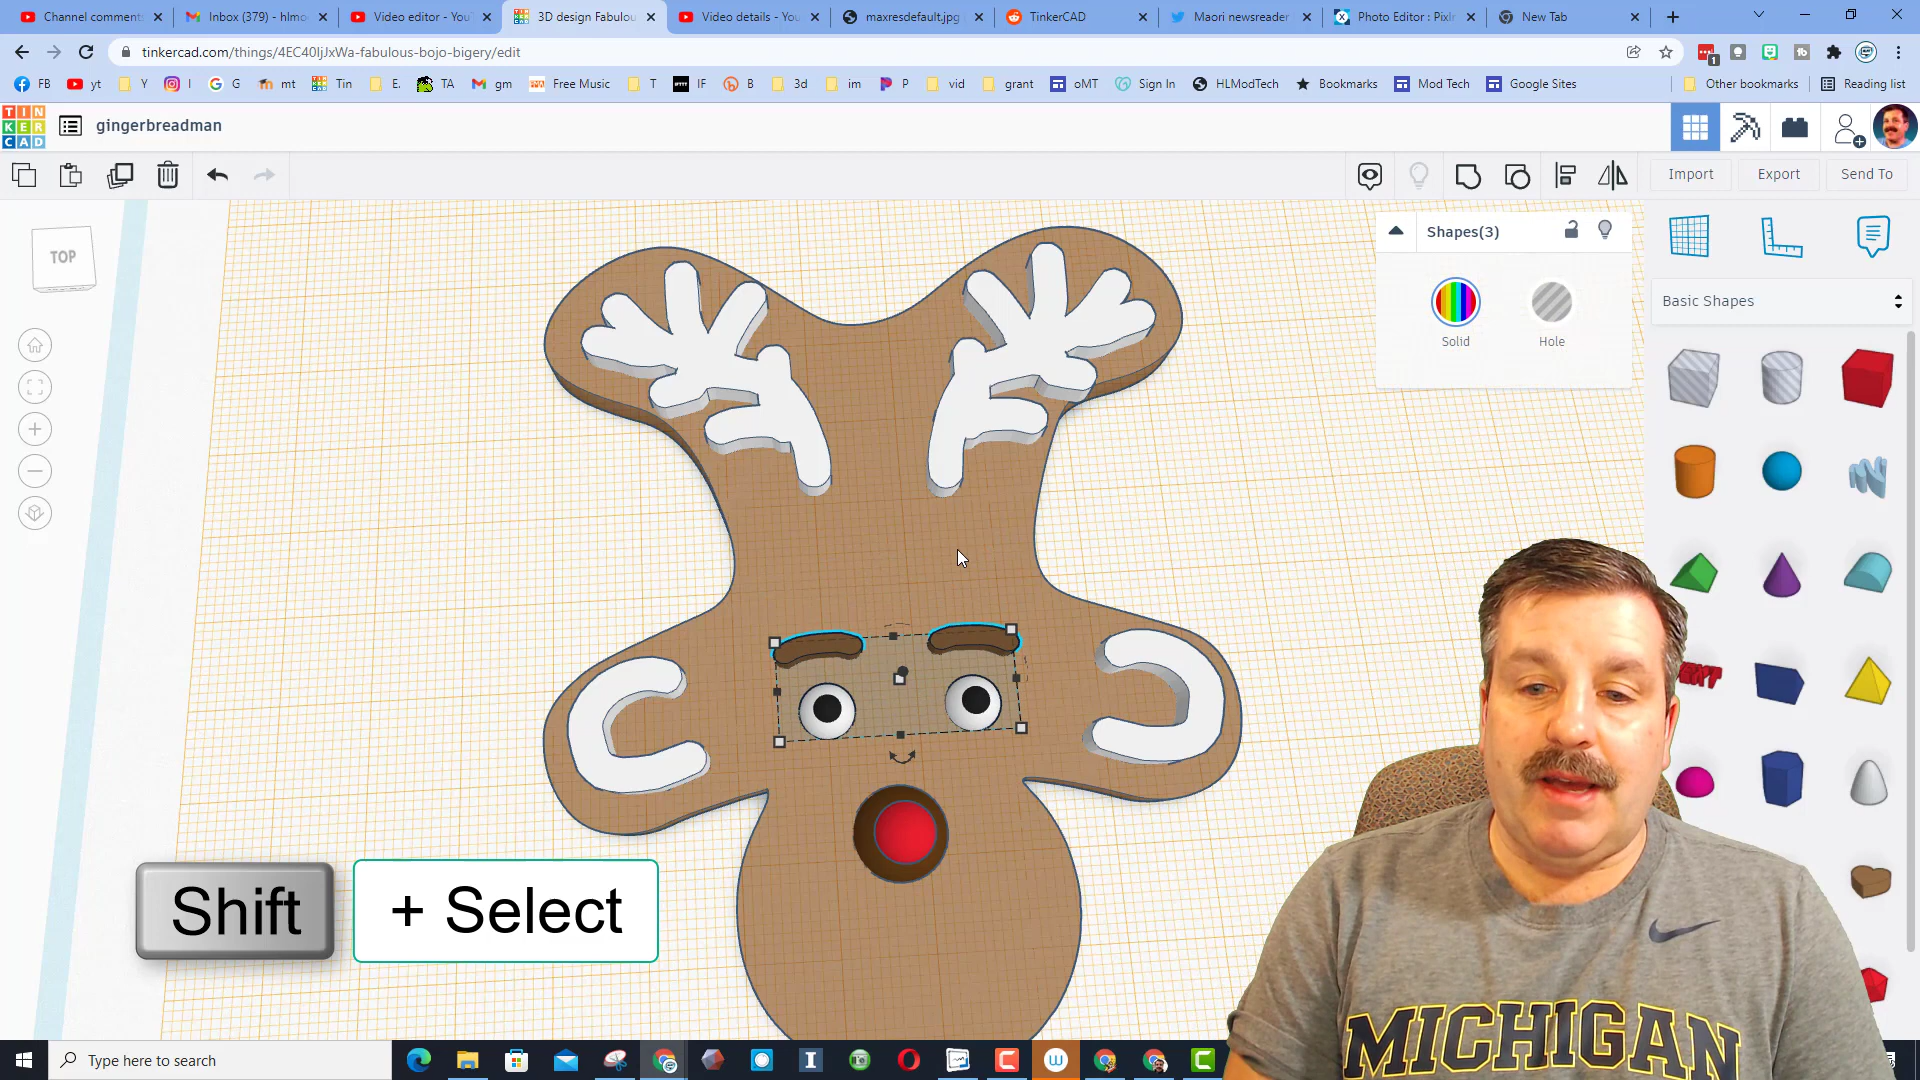 Channel comments
Inbox (379) - hlmo
Video editor - You
3D design Fabulou
Video details - You
maxresdefault.jpg
TinkerCAD
Maori newsreader
Photo Editor : Pixlr
New Tab
tinkercad.com/things/4EC40IjJxWa-fabulous-bojo-bigery/edit
FB
yt
Y
I
G
mt
Tin
E.
TA
gm
Free Music
T
IF
B
3d
im
P
vid
grant
oMT
Sign In
HLModTech
Bookmarks
Mod Tech
Google Sites
Other bookmarks
Reading list
TIN
KER
CAD
gingerbreadman
Import
Export
Send To
TOP
Shapes(3)
Solid
Hole
Basic Shapes
TEXT
Shift
+ Select
MICHIGAN
Type here to search